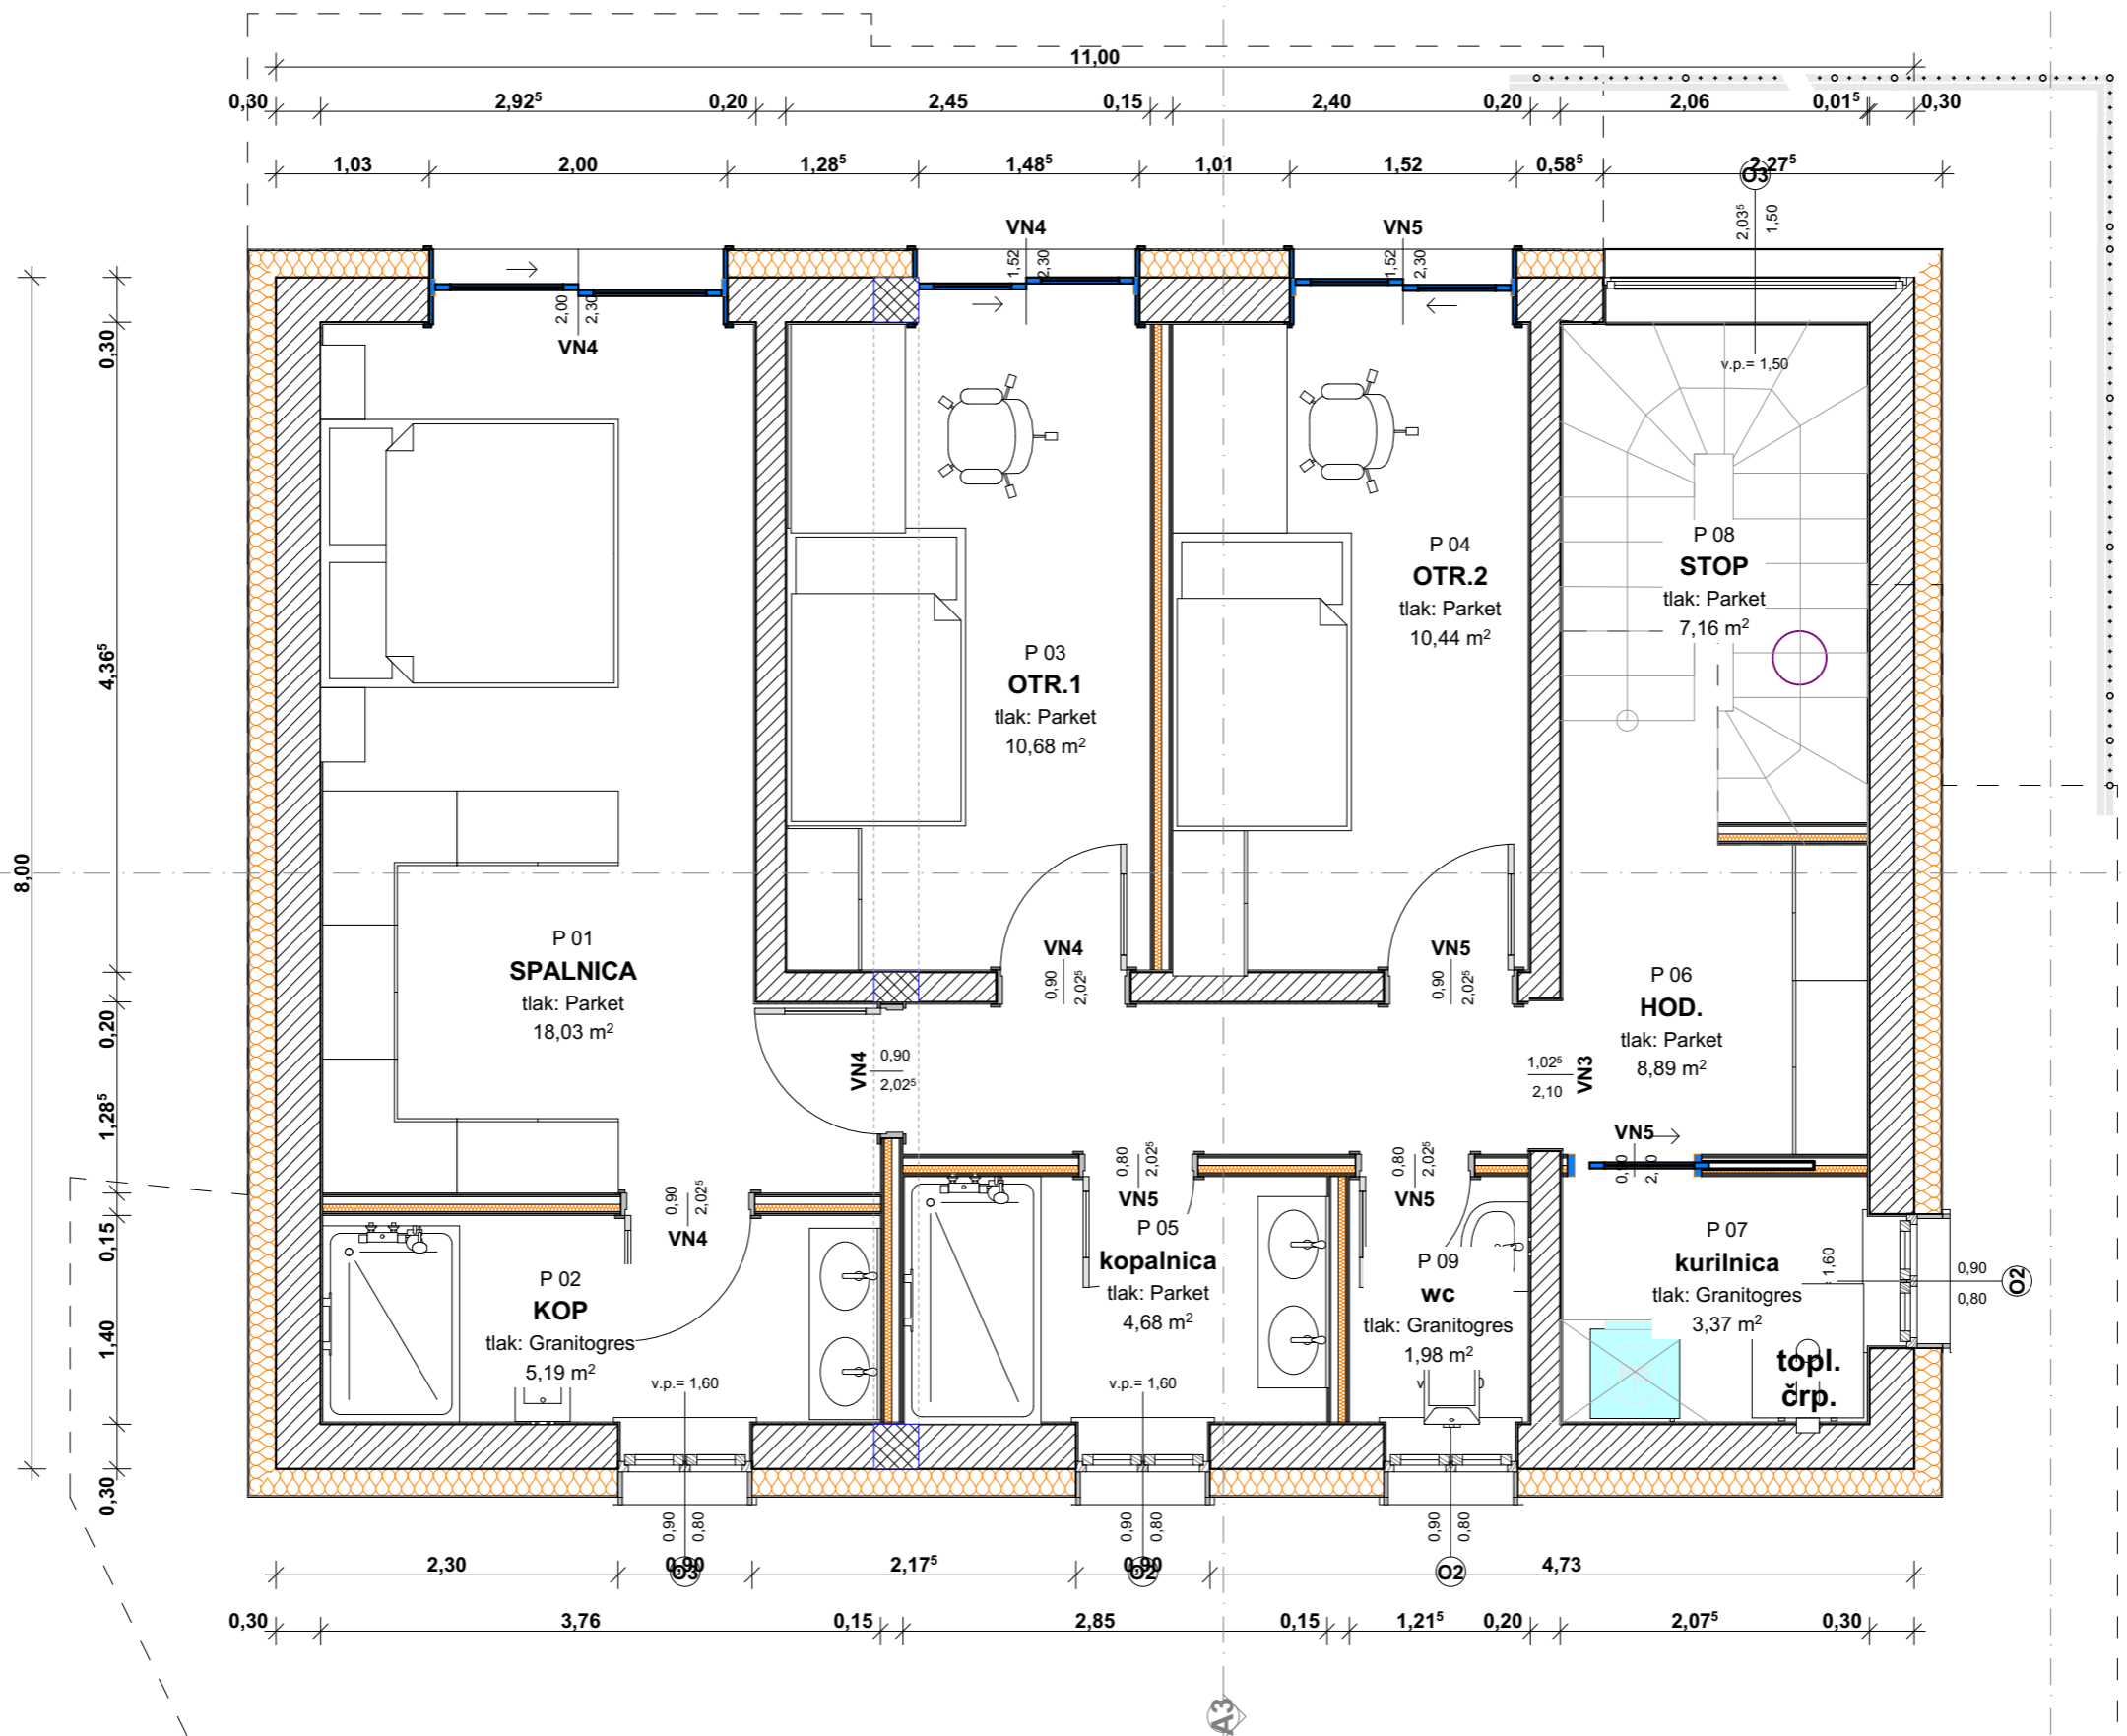 11,00
0,30 2,92⁵ 0,20 2,45 0,15 2,40 0,20 2,06 0,01⁵ 0,30
1,03 2,00 1,28⁵ 1,48⁵ 1,01 1,52 0,58⁵ 2,27⁵
O3
2,03⁵
1,50
VN4
1,52
2,30
VN5
1,52
2,30
2,00
2,30
VN4
v.p.= 1,50
8,00
0,30
4,36⁵
0,20
1,28⁵
0,15
1,40
0,30
P 08
STOP
tlak: Parket
7,16 m²
P 04
OTR.2
tlak: Parket
10,44 m²
P 03
OTR.1
tlak: Parket
10,68 m²
P 01
SPALNICA
tlak: Parket
18,03 m²
VN4
0,90
2,02⁵
VN5
0,90
2,02⁵
P 06
HOD.
tlak: Parket
8,89 m²
VN4
0,90
2,02⁵
1,02⁵
2,10
VN3
VN5
0,90
2,02⁵
VN4
0,80
2,02⁵
VN5
0,80
2,02⁵
VN5
P 02
KOP
tlak: Granitogres
5,19 m²
P 05
kopalnica
tlak: Parket
4,68 m²
P 09
wc
tlak: Granitogres
1,98 m²
P 07
kurilnica
tlak: Granitogres
3,37 m²
1,60
0,90
0,80
O2
topl.
črp.
v.p.= 1,60
v.p.= 1,60
0,90
0,80
0,90
0,80
0,90
0,80
2,30 0,90 2,17⁵ 0,90 4,73
O3 O2 O2
0,30 3,76 0,15 2,85 0,15 1,21⁵ 0,20 2,07⁵ 0,30
A3